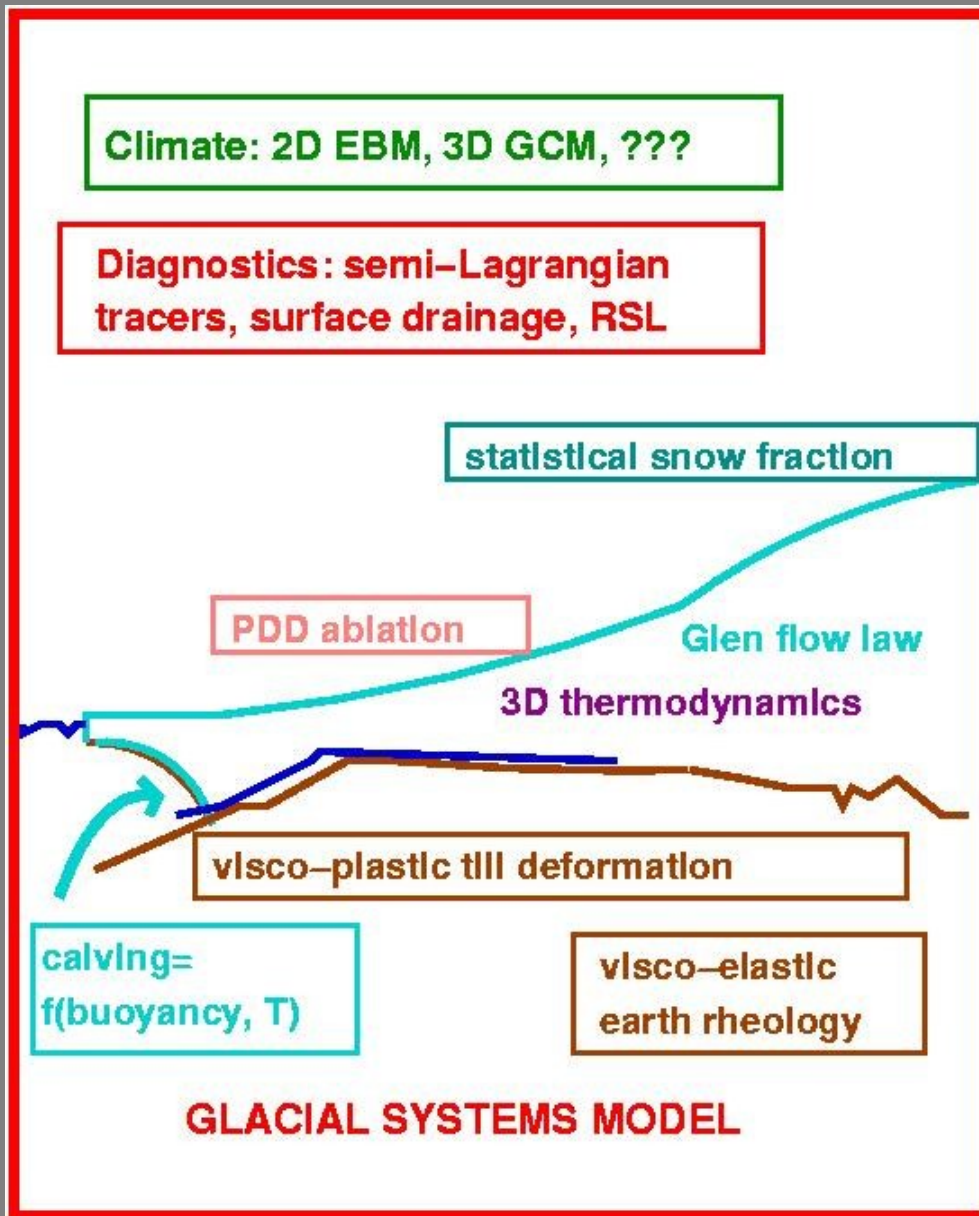 Climate: 2D EBM, 3D GCM, ???
Diagnostics: semi–Lagrangian
tracers, surface drainage, RSL
statistical snow fraction
PDD ablation
Glen flow law
3D thermodynamics
visco–plastic till deformation
calving=
f(buoyancy, T)
visco–elastic
earth rheology
GLACIAL SYSTEMS MODEL